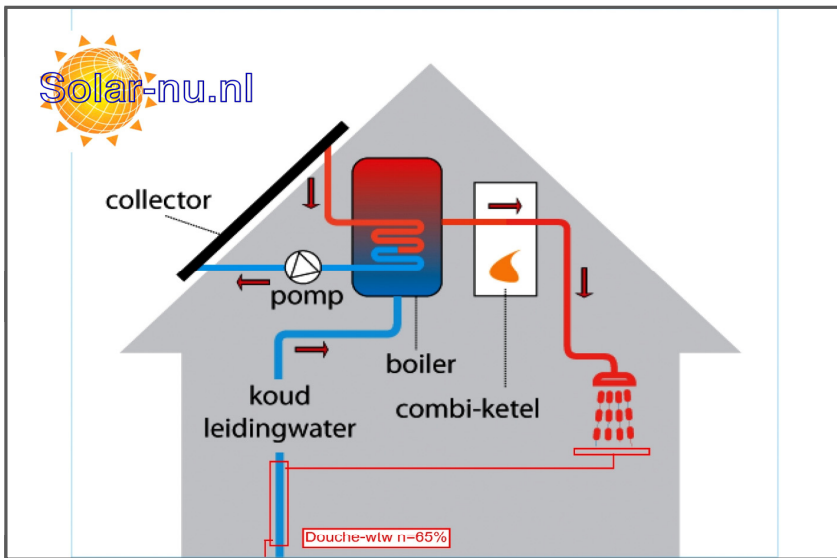 Solar-nu.nl
collector
pomp
boiler
koud
leidingwater
combi-ketel
Douche-wtw n=65%